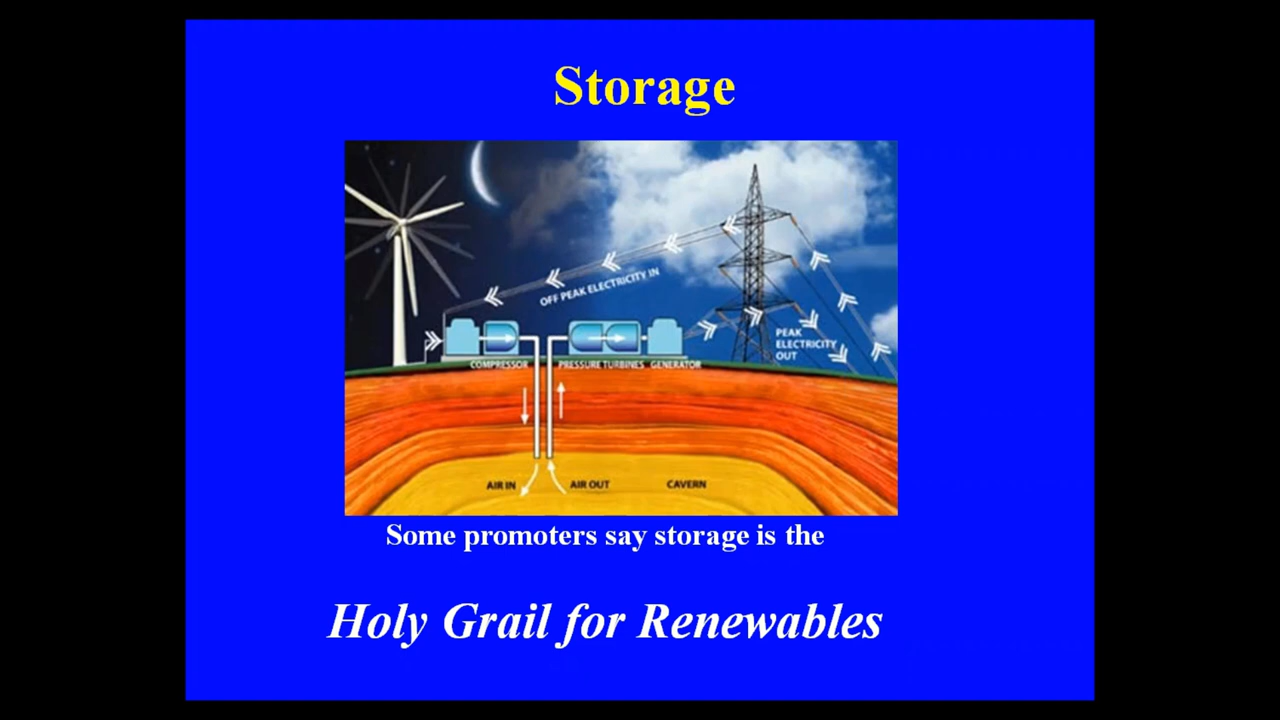 Storage
OFF PEAK ELECTRICITY IN
PEAK
ELECTRICITY
OUT
COMPRESSOR
PRESSURE TURBINES
GENERATOR
AIR IN
AIR OUT
CAVERN
Some promoters say storage is the
Holy Grail for Renewables